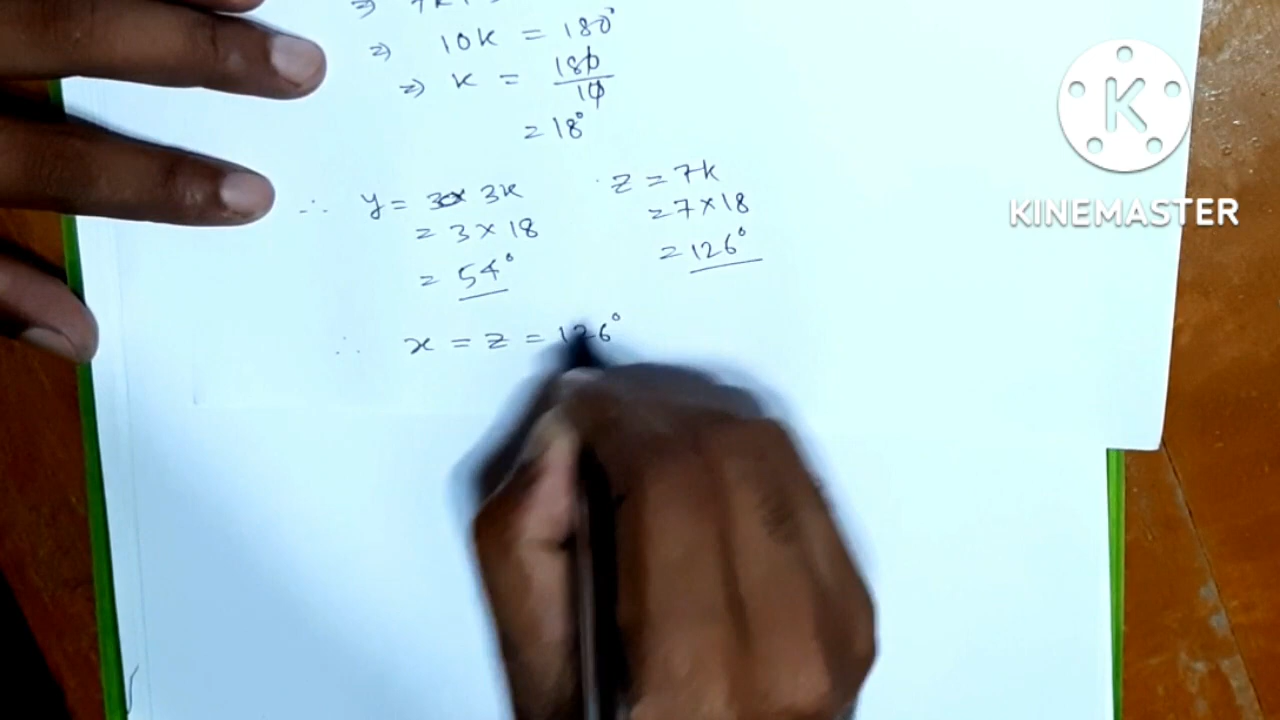 ⇒ 10k = 180°
⇒ k = 180/10
= 18°
∴ y = 3k
= 3 × 18
= 54°
z = 7k
= 7 × 18
= 126°
∴ x = z = 126°
K
KINEMASTER